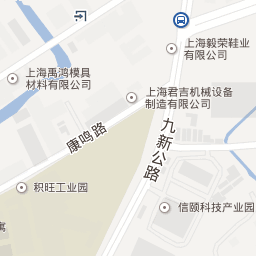 上海毅荣鞋业
有限公司
上海禹鸿模具
材料有限公司
上海君吉机械设备
制造有限公司
康鸣路
九新公路
积旺工业园
信颐科技产业园
寓